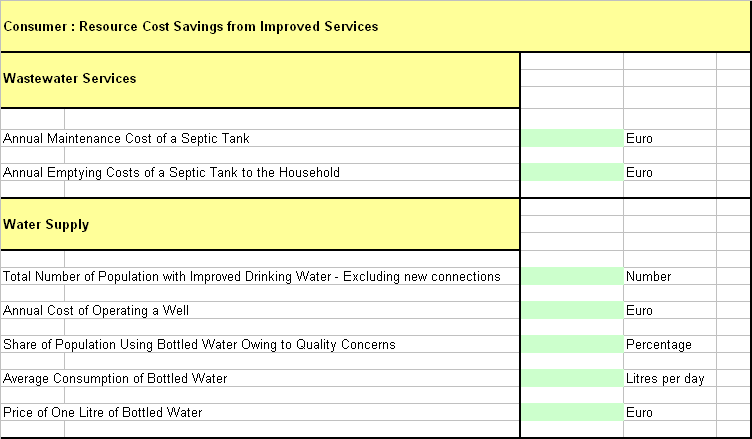 Consumer : Resource Cost Savings from Improved Services
Wastewater Services
Annual Maintenance Cost of a Septic Tank Euro
Annual Emptying Costs of a Septic Tank to the Household Euro
Water Supply
Total Number of Population with Improved Drinking Water - Excluding new connections Number
Annual Cost of Operating a Well Euro
Share of Population Using Bottled Water Owing to Quality Concerns Percentage
Average Consumption of Bottled Water Litres per day
Price of One Litre of Bottled Water Euro